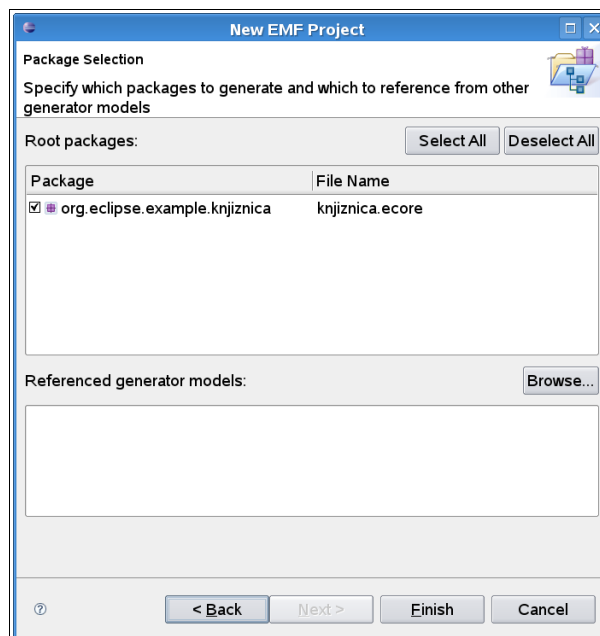 New EMF Project
Package Selection
Specify which packages to generate and which to reference from other
generator models
Root packages:
Select All
Deselect All
Package
File Name
org.eclipse.example.knjiznica
knjiznica.ecore
Referenced generator models:
Browse...
?
< Back
Next >
Finish
Cancel